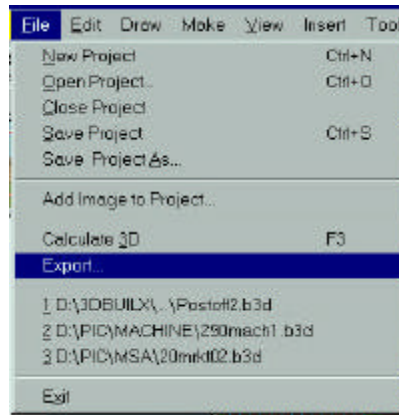 File Edit Draw Make View Insert Tool
New Project Ctrl+N
Open Project.. Ctrl+O
Close Project
Save Project Ctrl+S
Save Project As...
Add Image to Project...
Calculate 3D F3
Export...
1 D:\3DBUILX\...\Postoff2.b3d
2 D:\PIC\MACHINE\290mach1.b3d
3 D:\PIC\MSA\20mrkt02.b3d
Exit